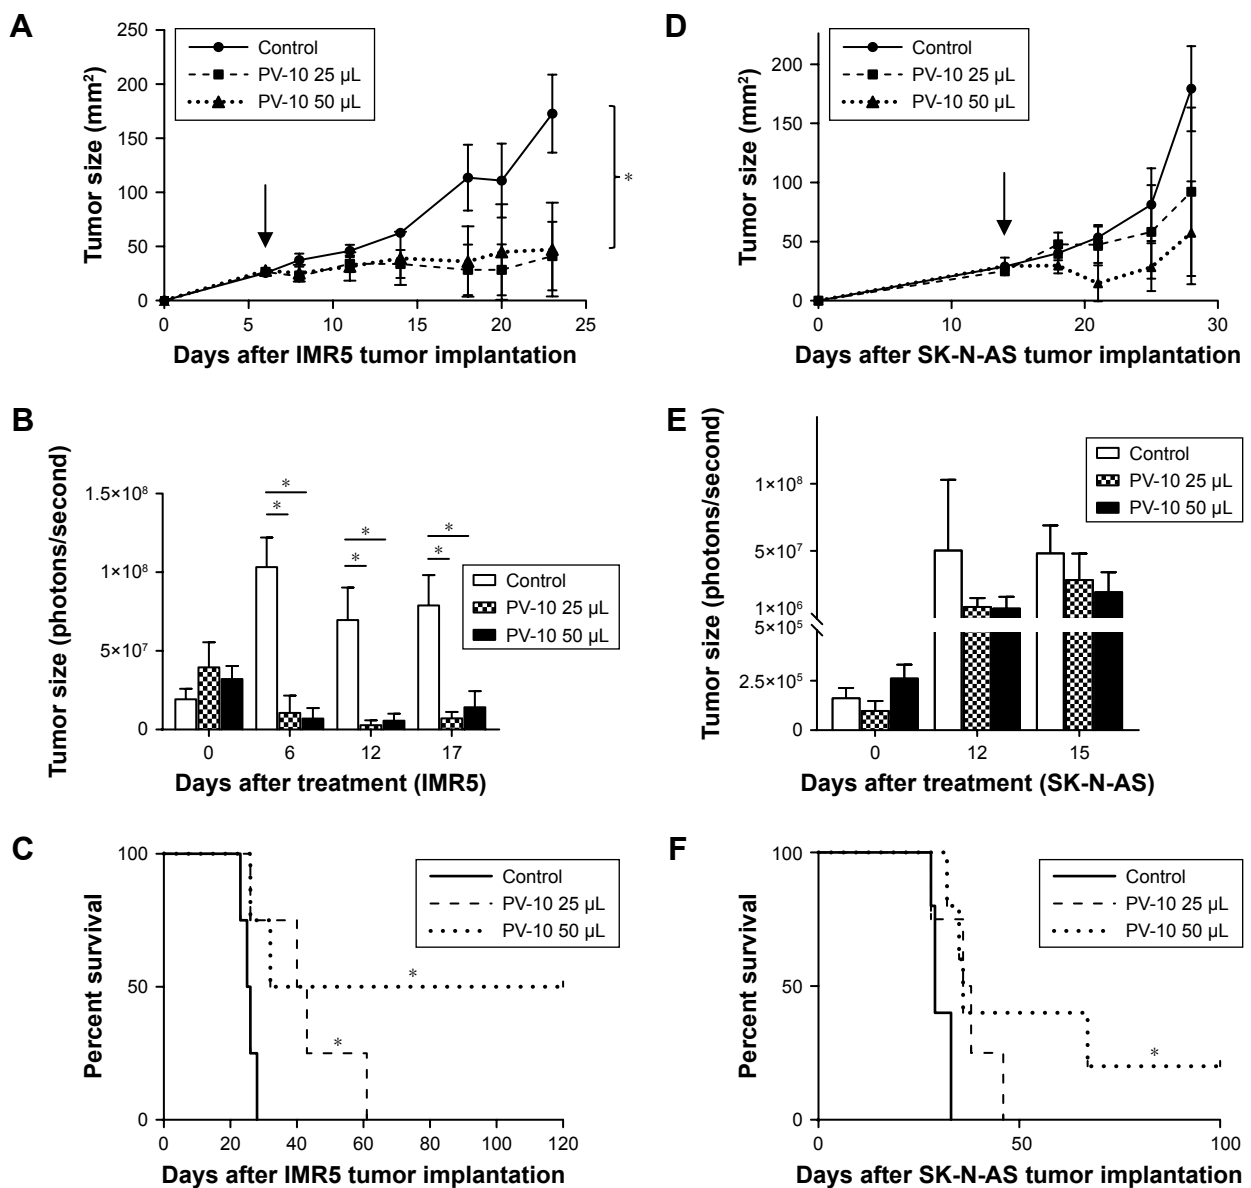 A
Tumor size (mm²)
250
200
150
100
50
0
Control
PV-10 25 µL
PV-10 50 µL
*
0 5 10 15 20 25
Days after IMR5 tumor implantation
D
Tumor size (mm²)
200
150
100
50
0
Control
PV-10 25 µL
PV-10 50 µL
0 10 20 30
Days after SK-N-AS tumor implantation
B
Tumor size (photons/second)
1.5×10⁸
1×10⁸
5×10⁷
0
* * * * * *
Control
PV-10 25 µL
PV-10 50 µL
0 6 12 17
Days after treatment (IMR5)
E
Tumor size (photons/second)
1×10⁸
5×10⁷
1×10⁶
5×10⁵
2.5×10⁵
0
Control
PV-10 25 µL
PV-10 50 µL
0 12 15
Days after treatment (SK-N-AS)
C
Percent survival
100
50
0
Control
PV-10 25 µL
PV-10 50 µL
*
*
0 20 40 60 80 100 120
Days after IMR5 tumor implantation
F
Percent survival
100
50
0
Control
PV-10 25 µL
PV-10 50 µL
*
0 50 100
Days after SK-N-AS tumor implantation